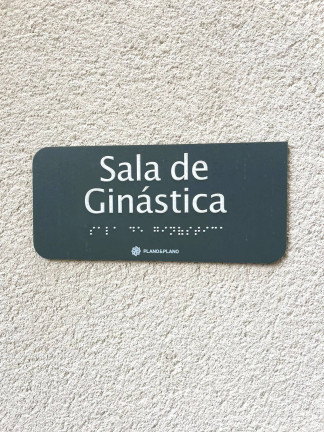 Sala de
Ginástica
⠎⠁⠇⠁ ⠙⠑ ⠛⠊⠝⠷⠎⠞⠊⠉⠁
PLANO&PLANO